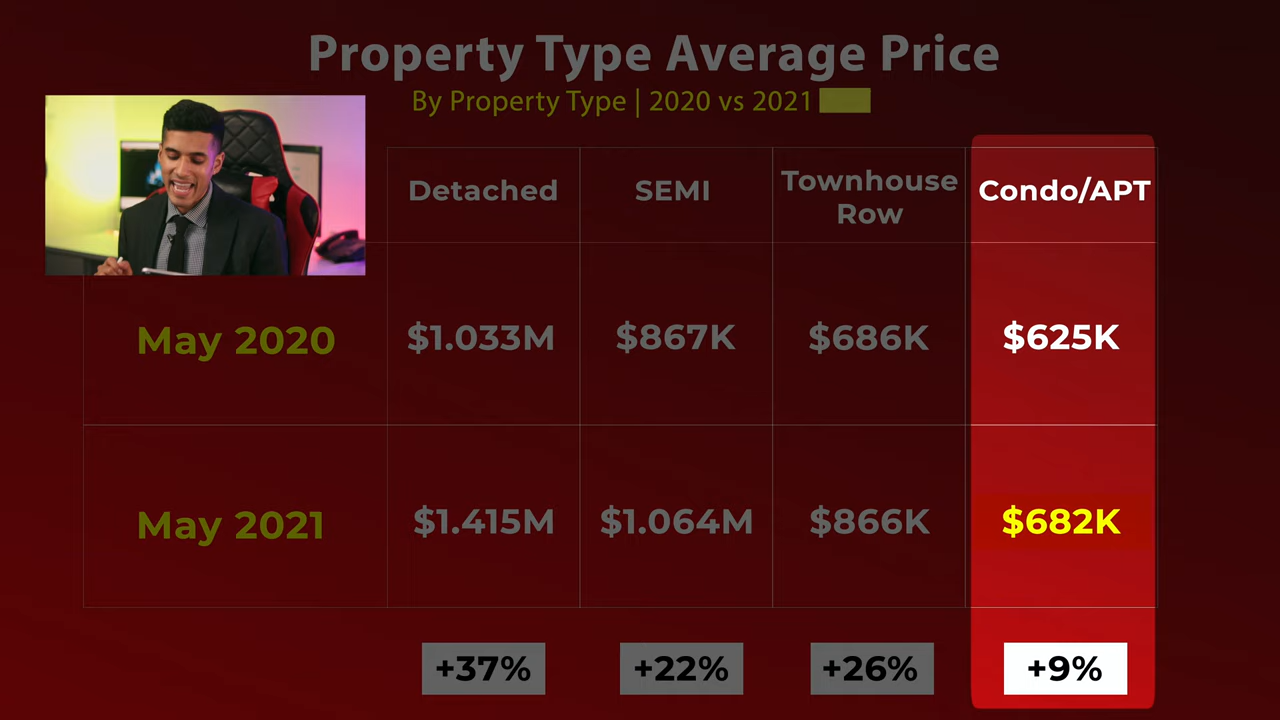 Property Type Average Price
By Property Type | 2020 vs 2021
Detached SEMI Townhouse Row Condo/APT
May 2020 $1.033M $867K $686K $625K
May 2021 $1.415M $1.064M $866K $682K
+37% +22% +26% +9%